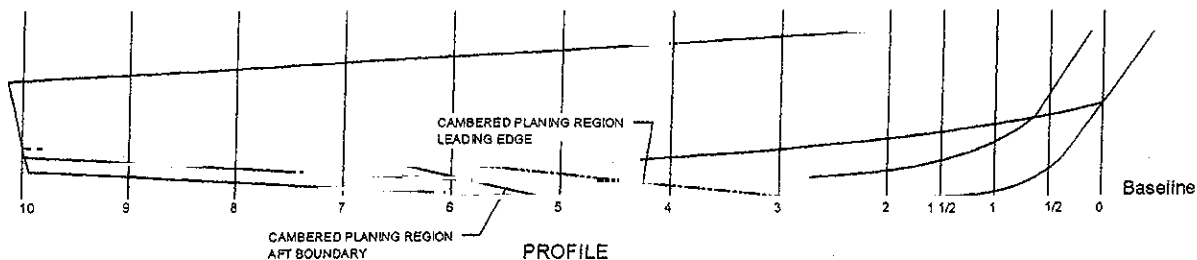 CAMBERED PLANING REGION
LEADING EDGE
10 9 8 7 6 5 4 3 2 1 1/2 1 1/2 0 Baseline
CAMBERED PLANING REGION
AFT BOUNDARY
PROFILE